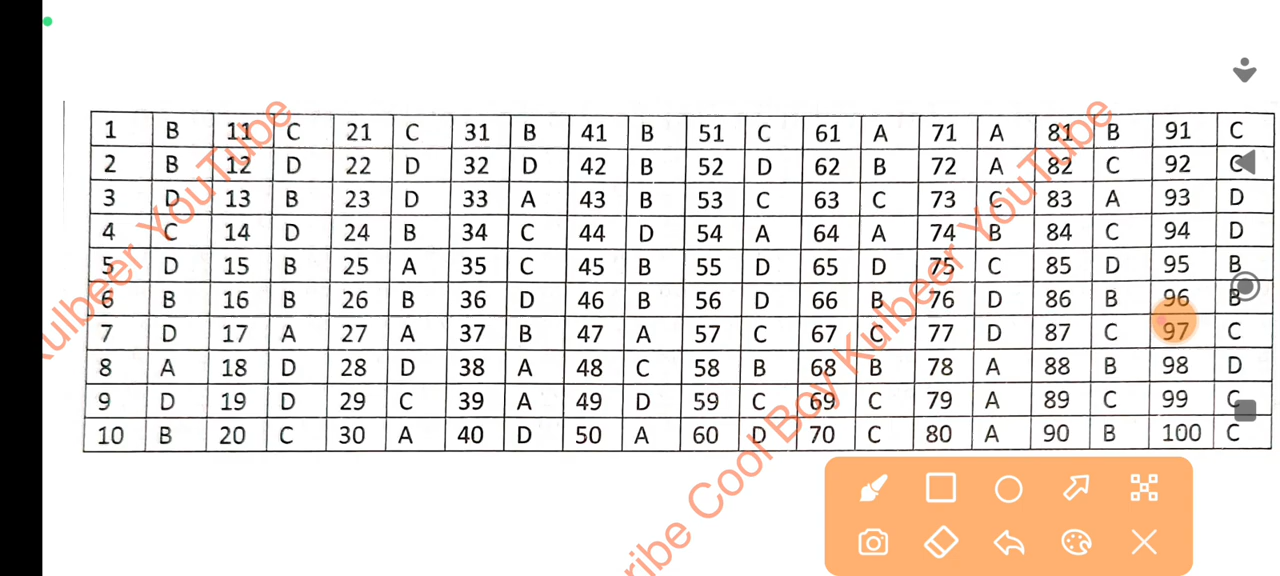 1 B 11 C 21 C 31 B 41 B 51 C 61 A 71 A 81 B 91 C
2 B 12 D 22 D 32 D 42 B 52 D 62 B 72 A 82 C 92 C
3 D 13 B 23 D 33 A 43 B 53 C 63 C 73 C 83 A 93 D
4 C 14 D 24 B 34 C 44 D 54 A 64 A 74 B 84 C 94 D
5 D 15 B 25 A 35 C 45 B 55 D 65 D 75 C 85 D 95 B
6 B 16 B 26 B 36 D 46 B 56 D 66 B 76 D 86 B 96 B
7 D 17 A 27 A 37 B 47 A 57 C 67 C 77 D 87 C 97 C
8 A 18 D 28 D 38 A 48 C 58 B 68 B 78 A 88 B 98 D
9 D 19 D 29 C 39 A 49 D 59 C 69 C 79 A 89 C 99 C
10 B 20 C 30 A 40 D 50 A 60 D 70 C 80 A 90 B 100 C
Kulbeer YouTube
Cool Boy Kulbeer YouTube